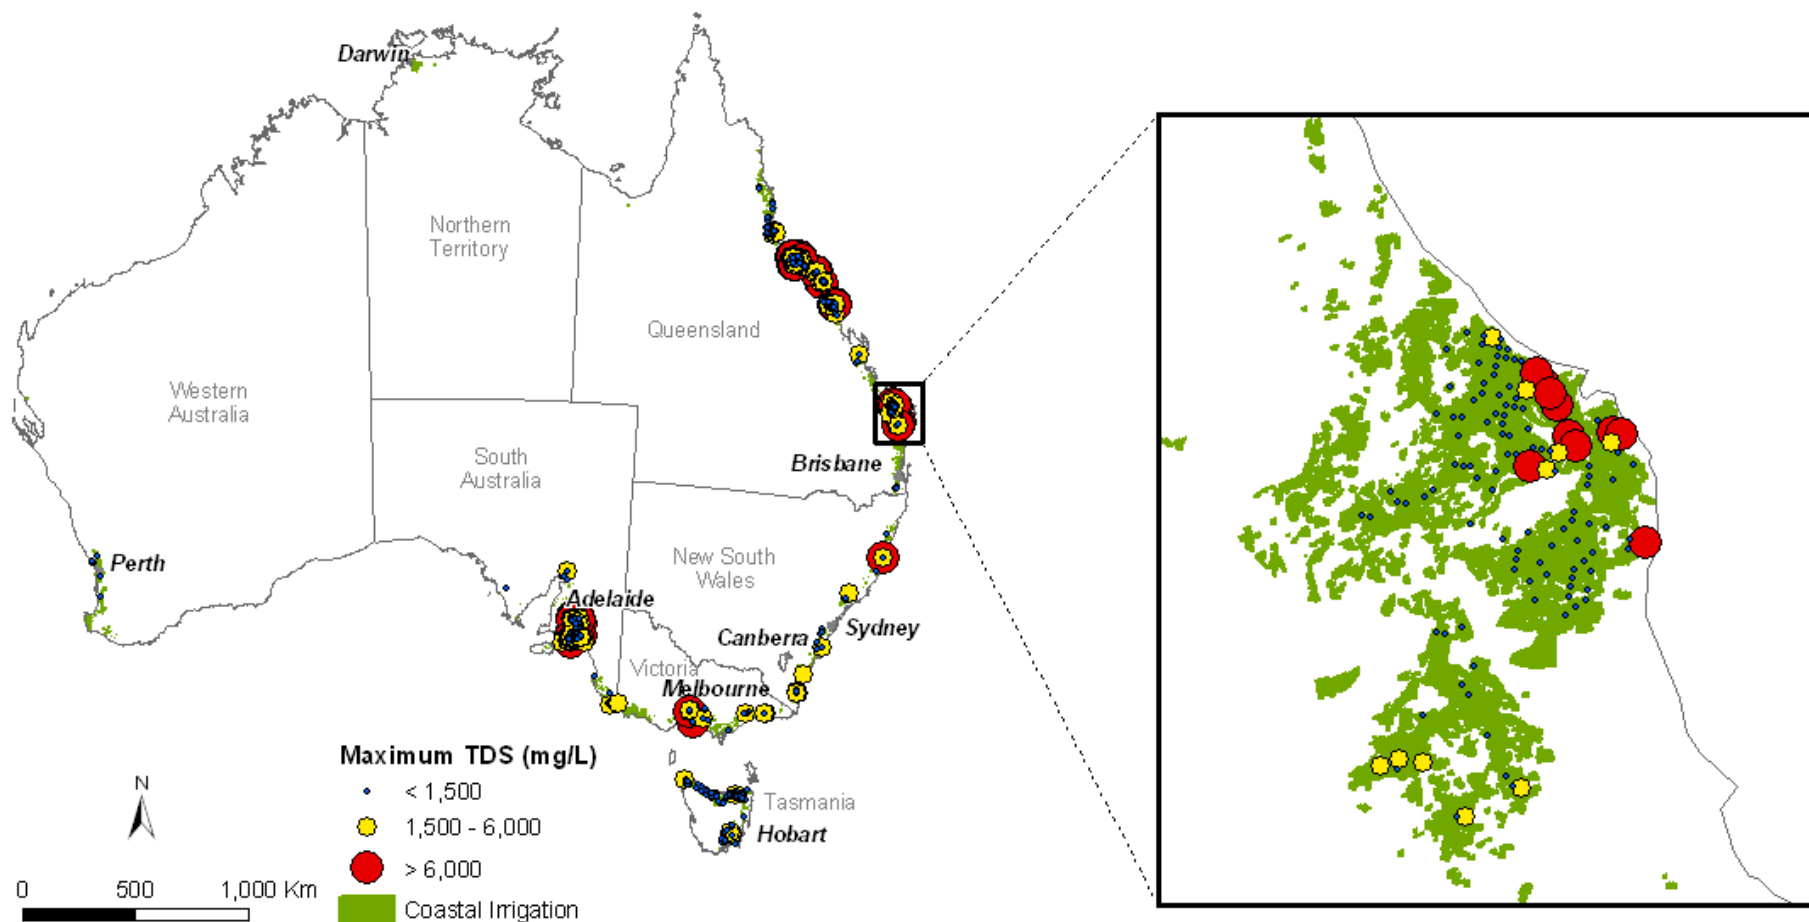 Darwin
Northern
Territory
Queensland
Western
Australia
South
Australia
Brisbane
New South
Wales
Perth
Adelaide
Sydney
Canberra
Victoria
Melbourne
Tasmania
Hobart
Maximum TDS (mg/L)
< 1,500
1,500 - 6,000
> 6,000
Coastal Irrigation
N
0 500 1,000 Km